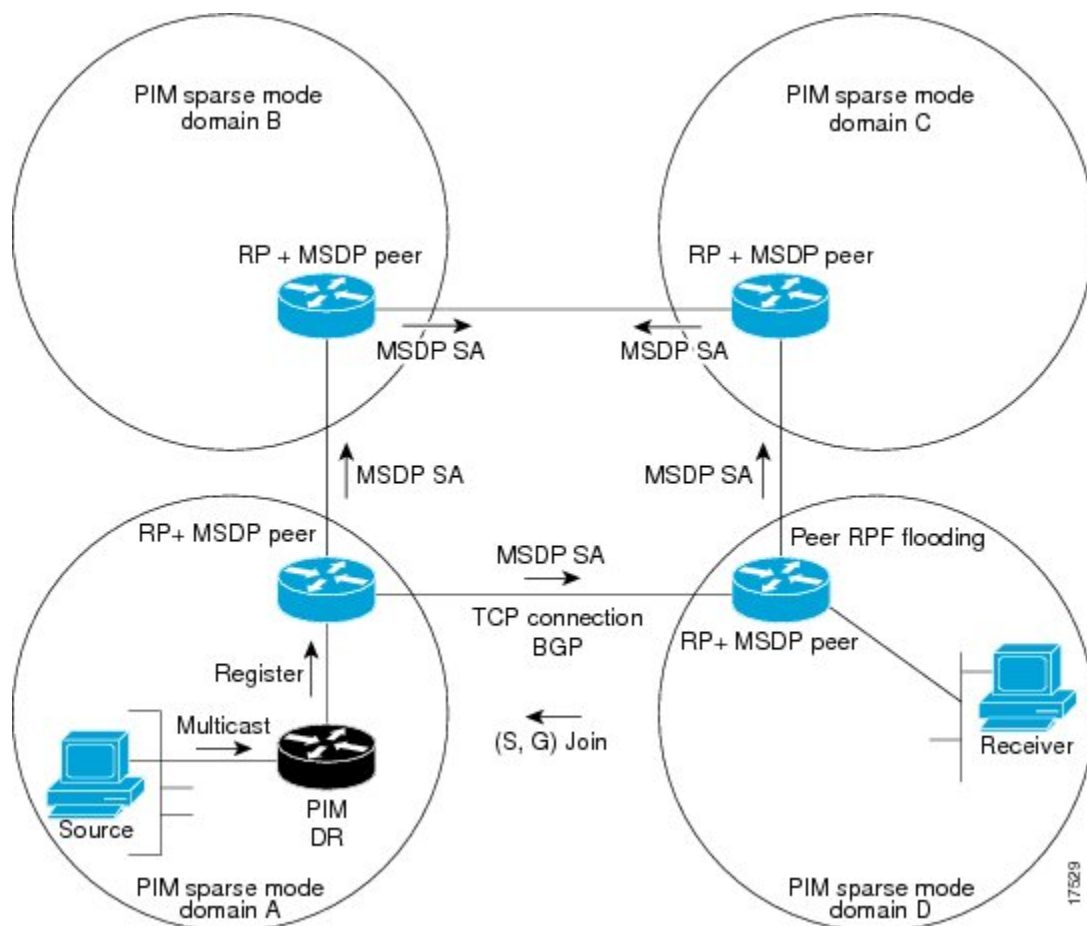 PIM sparse mode
domain B
PIM sparse mode
domain C
RP + MSDP peer
RP + MSDP peer
MSDP SA
MSDP SA
MSDP SA
MSDP SA
RP+ MSDP peer
Peer RPF flooding
MSDP SA
TCP connection
BGP
RP+ MSDP peer
Register
Multicast
(S, G) Join
Receiver
Source
PIM
DR
PIM sparse mode
domain A
PIM sparse mode
domain D
17529